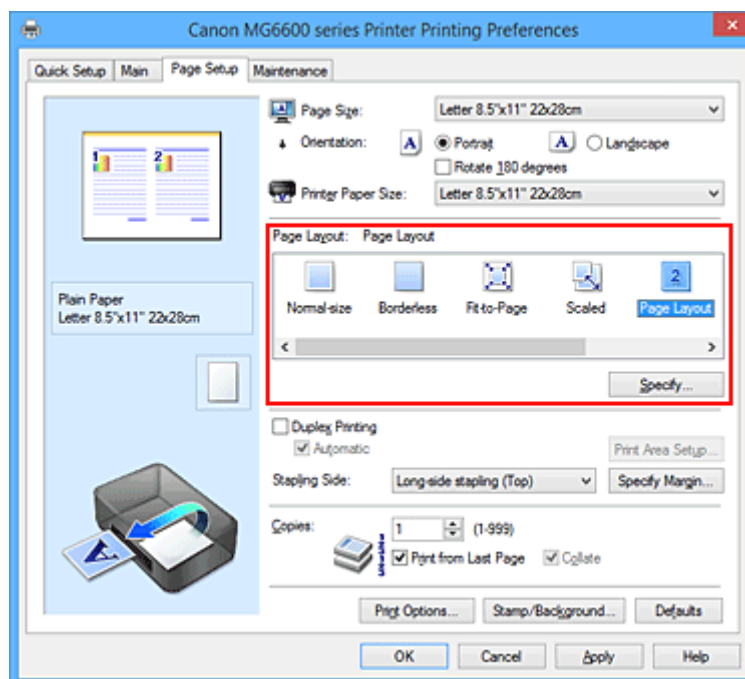 Canon MG6600 series Printer Printing Preferences
Quick Setup Main Page Setup Maintenance
Page Size: Letter 8.5"x11" 22x28cm
Orientation: A Portrait A Landscape
Rotate 180 degrees
Printer Paper Size: Letter 8.5"x11" 22x28cm
1 2
Page Layout: Page Layout
2
Normal-size Borderless Fit-to-Page Scaled Page Layout
Plain Paper
Letter 8.5"x11" 22x28cm
Specify...
Duplex Printing
Automatic
Print Area Setup...
Stapling Side: Long-side stapling (Top) Specify Margin...
Copies: 1 (1-999)
Print from Last Page Collate
A
Print Options... Stamp/Background... Defaults
OK Cancel Apply Help